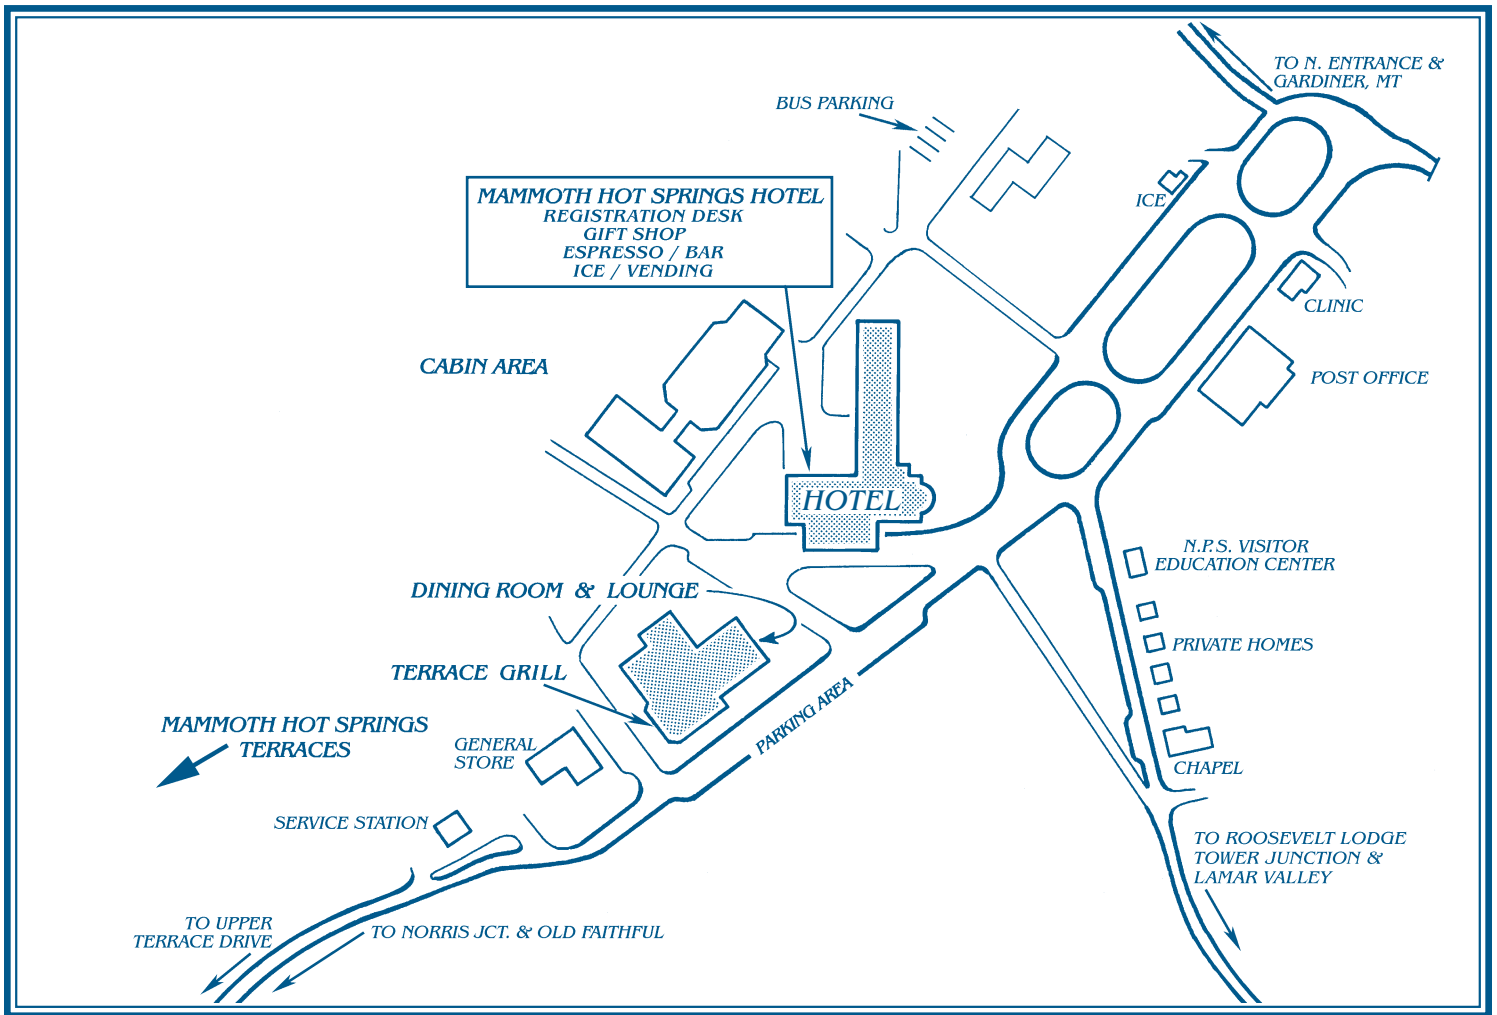 TO N. ENTRANCE &
GARDINER, MT
BUS PARKING
MAMMOTH HOT SPRINGS HOTEL
REGISTRATION DESK
GIFT SHOP
ESPRESSO / BAR
ICE / VENDING
ICE
CLINIC
CABIN AREA
POST OFFICE
HOTEL
N.P.S. VISITOR
EDUCATION CENTER
DINING ROOM & LOUNGE
PRIVATE HOMES
TERRACE GRILL
PARKING AREA
MAMMOTH HOT SPRINGS
TERRACES
GENERAL
STORE
CHAPEL
SERVICE STATION
TO ROOSEVELT LODGE
TOWER JUNCTION &
LAMAR VALLEY
TO UPPER
TERRACE DRIVE
TO NORRIS JCT. & OLD FAITHFUL